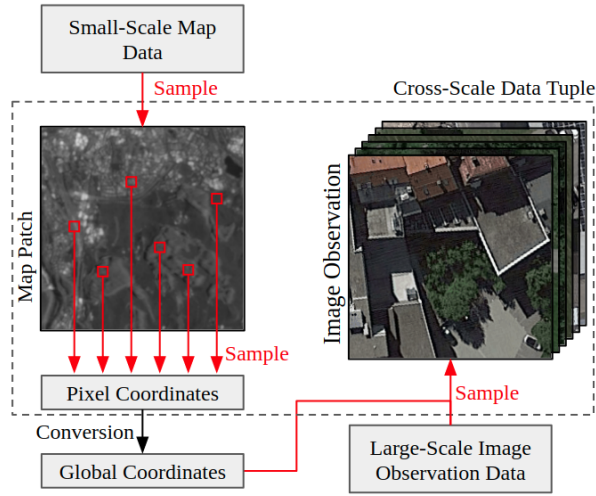 Small-Scale Map
Data
Sample
Cross-Scale Data Tuple
Map Patch
Image Observation
Sample
Pixel Coordinates
Sample
Conversion
Large-Scale Image
Observation Data
Global Coordinates